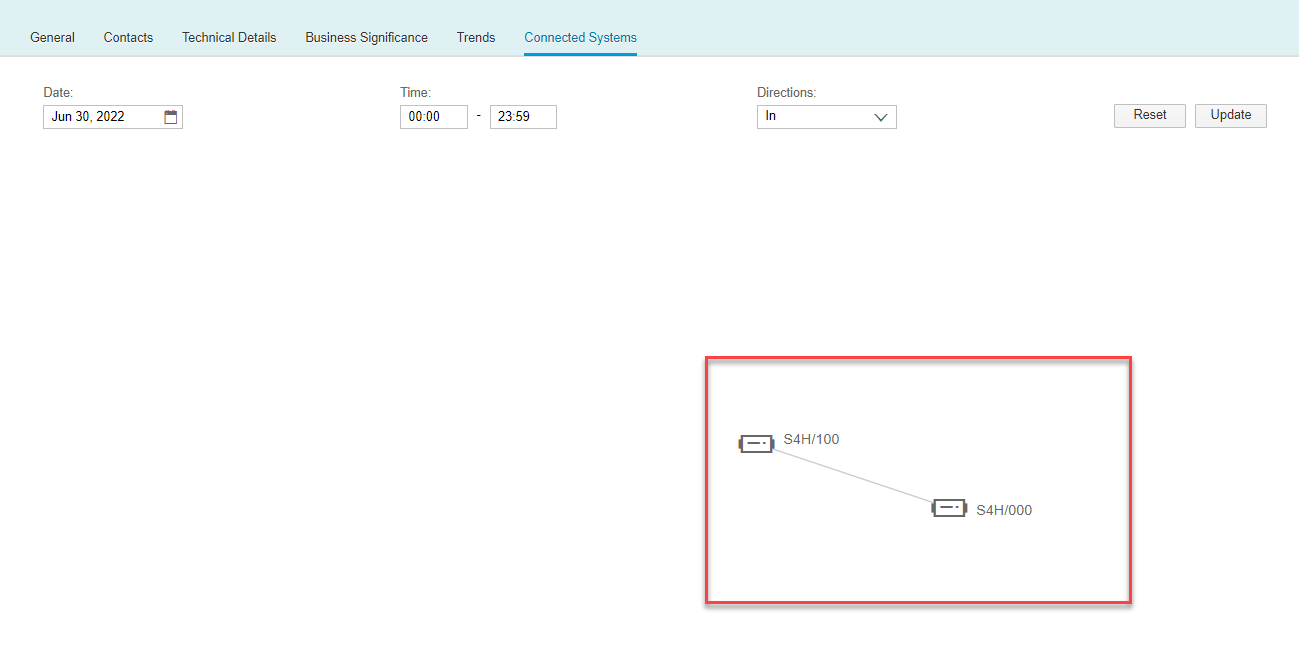 General Contacts Technical Details Business Significance Trends Connected Systems
Date: Time: Directions:
Jun 30, 2022 00:00 - 23:59 In Reset Update
S4H/100
S4H/000